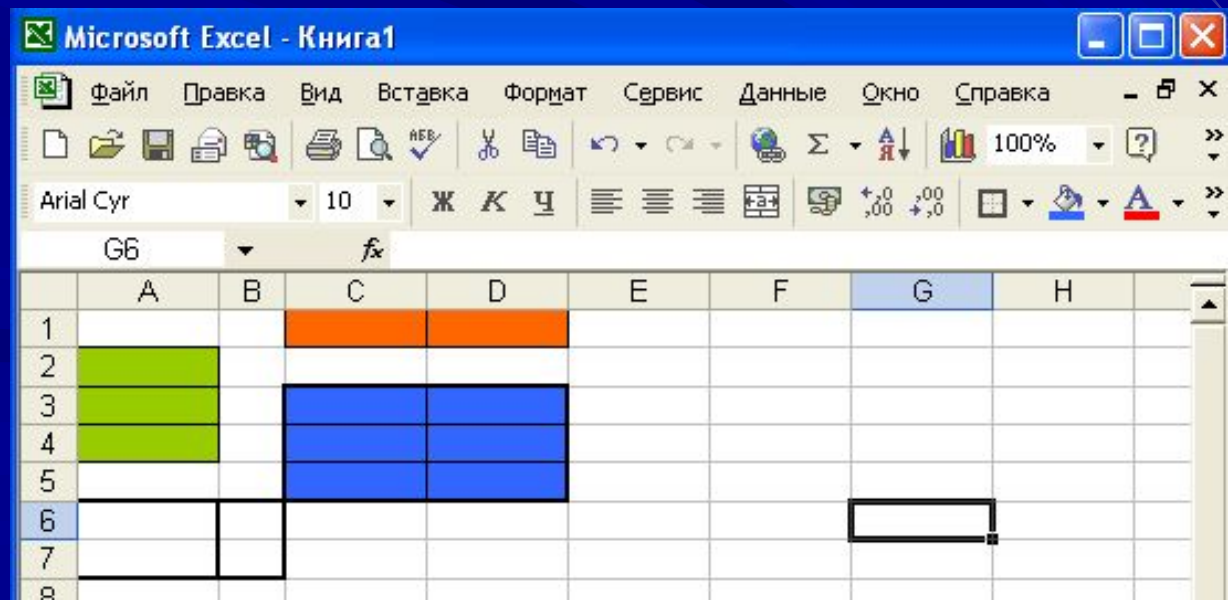 Microsoft Excel - Книга1
Файл Правка Вид Вставка Формат Сервис Данные Окно Справка
100%
Arial Cyr 10 Ж К Ч
G6 fx
A B C D E F G H
1
2
3
4
5
6
7
8